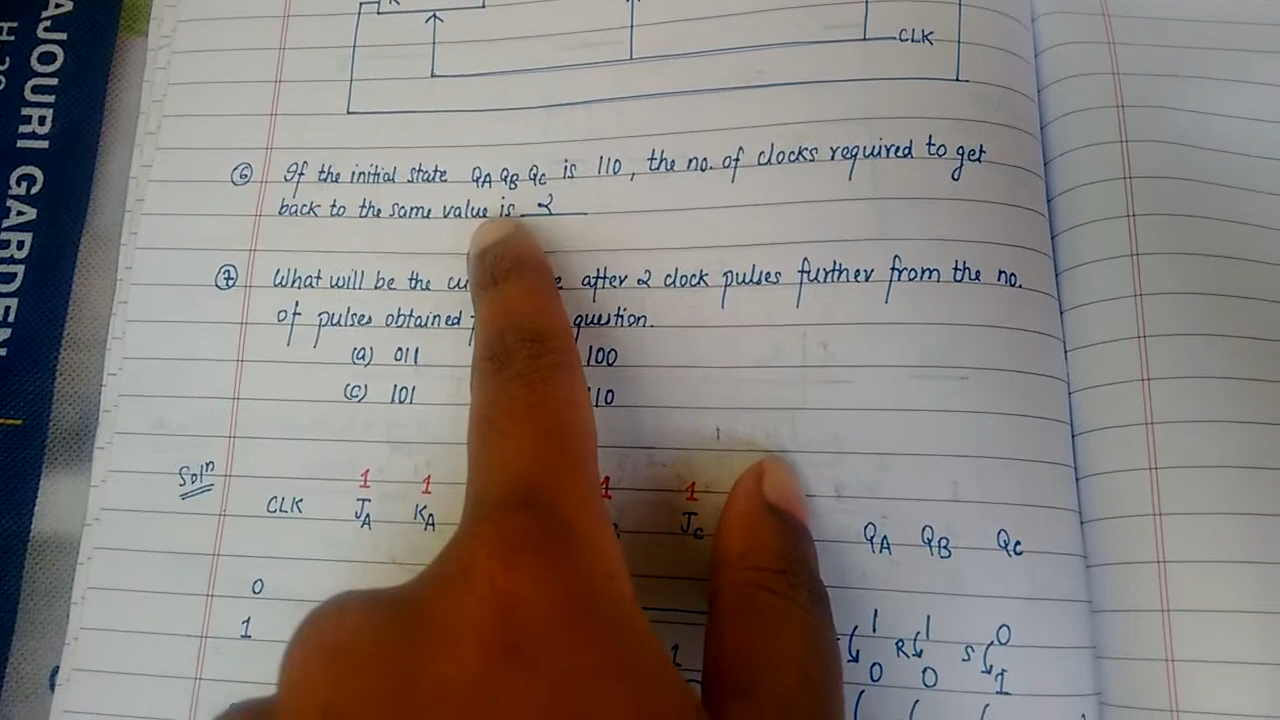 AJOURI GARDEN
CLK
⑥ If the initial state QA QB QC is 110, the no. of clocks required to get
back to the same value is 2
⑦ What will be the after 2 clock pulses further from the no.
of pulses obtained question.
(a) 011 100
(c) 101 110
Solⁿ
1 1 1 1
CLK JA KA JC QA QB QC
0
1 1 1 0
R S
1 0 0 1